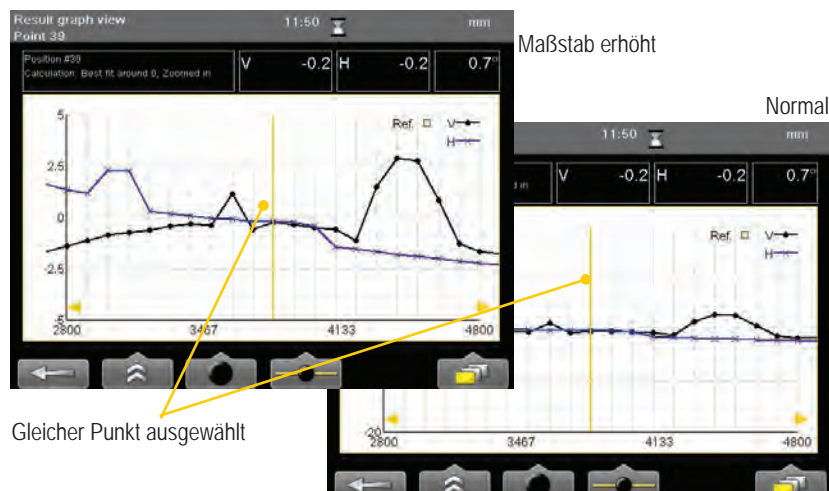 Result graph view
Point 39
11:50
mm
Position #39
Calculation: Best fit around 0, Zoomed in
V -0.2 H -0.2 0.7°
Maßstab erhöht
5
2.5
0
-2.5
-5
Ref. V
H
2800 3467 4133 4800
Normal
11:50
mm
d in
V -0.2 H -0.2 0.7°
Ref. V
H
-20
2800 3467 4133 4800
Gleicher Punkt ausgewählt